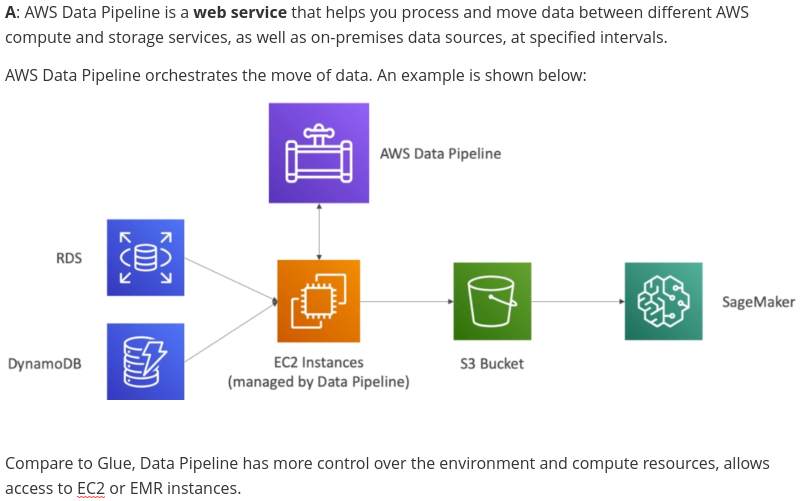 A: AWS Data Pipeline is a web service that helps you process and move data between different AWS
compute and storage services, as well as on-premises data sources, at specified intervals.
AWS Data Pipeline orchestrates the move of data. An example is shown below:
AWS Data Pipeline
RDS
DynamoDB
EC2 Instances
(managed by Data Pipeline)
S3 Bucket
SageMaker
Compare to Glue, Data Pipeline has more control over the environment and compute resources, allows
access to EC2 or EMR instances.